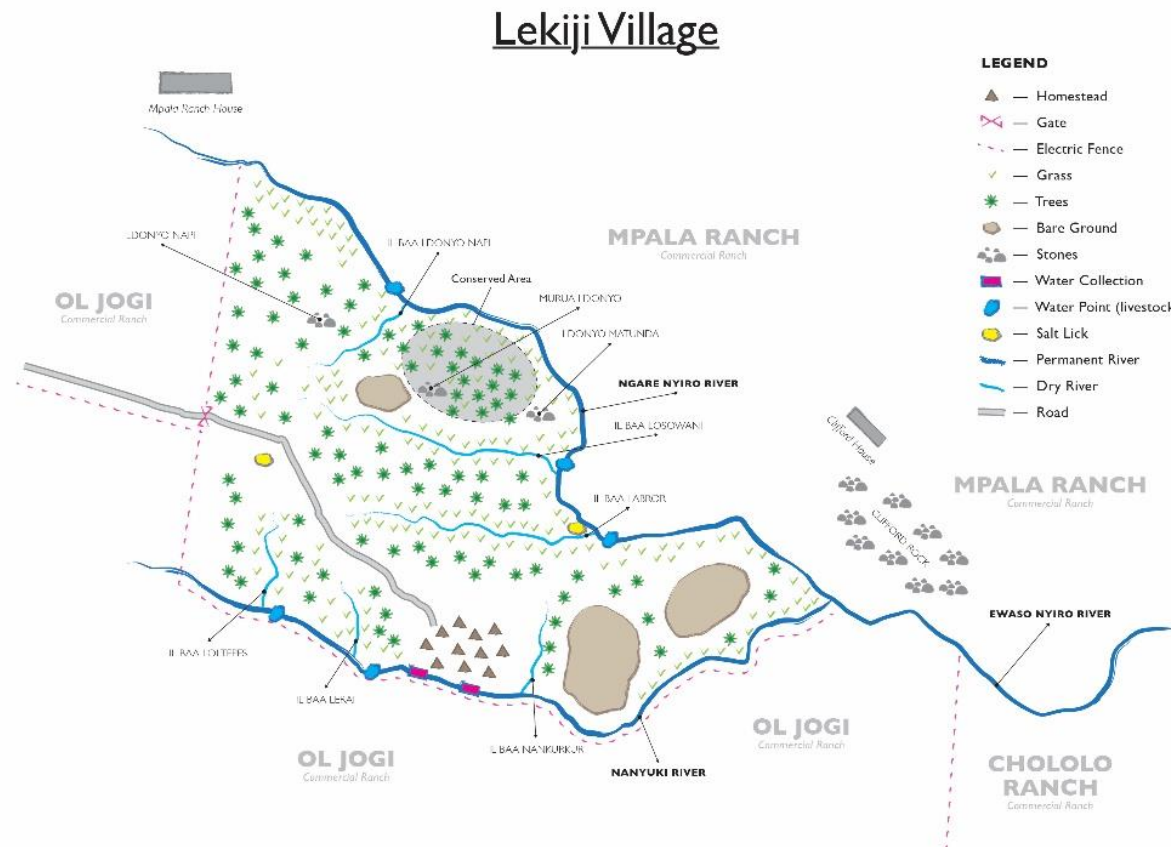 Lekiji Village
LEGEND
Homestead
Gate
Electric Fence
Grass
Trees
Bare Ground
Stones
Water Collection
Water Point (livestock
Salt Lick
Permanent River
Dry River
Road
Mpala Ranch House
LDONYO NAPI
IL BAA LDONYO NAPI
Conserved Area
MURUA LDONYO
LDONYO MATUNDA
MPALA RANCH
Commercial Ranch
OL JOGI
Commercial Ranch
NGARE NYIRO RIVER
IL BAA LOSOWANI
Clifford House
MPALA RANCH
Commercial Ranch
IL BAA LABROR
CLIFFORD ROCK
EWASO NYIRO RIVER
IL BAA
IL BAA LERAI
OL JOGI
Commercial Ranch
IL BAA NANKURKUR
NANYUKI RIVER
OL JOGI
Commercial Ranch
CHOLOLO
RANCH
Commercial Ranch